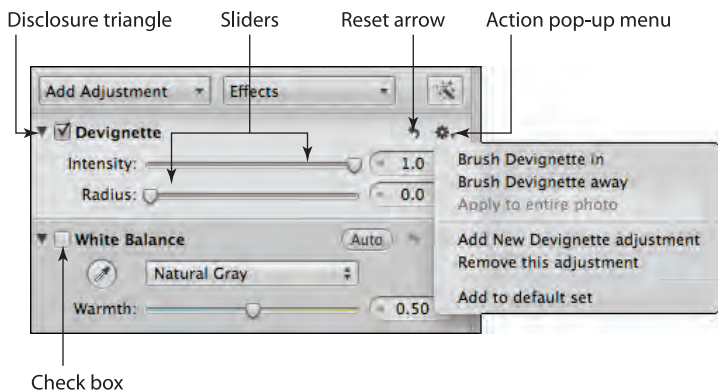 Disclosure triangle Sliders Reset arrow Action pop-up menu
Add Adjustment Effects
Devignette
Intensity: 1.0
Radius: 0.0
Brush Devignette in
Brush Devignette away
Apply to entire photo
Add New Devignette adjustment
Remove this adjustment
Add to default set
White Balance Auto
Natural Gray
Warmth: 0.50
Check box